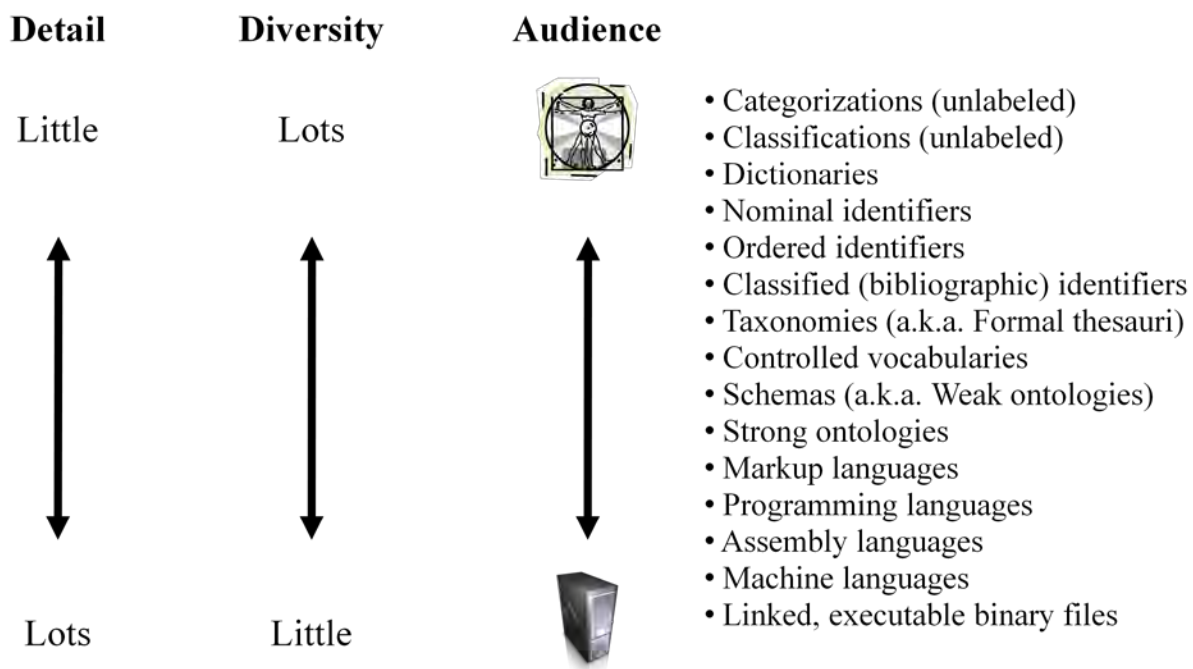 Detail Diversity Audience
Little Lots
• Categorizations (unlabeled)
• Classifications (unlabeled)
• Dictionaries
• Nominal identifiers
• Ordered identifiers
• Classified (bibliographic) identifiers
• Taxonomies (a.k.a. Formal thesauri)
• Controlled vocabularies
• Schemas (a.k.a. Weak ontologies)
• Strong ontologies
• Markup languages
• Programming languages
• Assembly languages
• Machine languages
• Linked, executable binary files
Lots Little